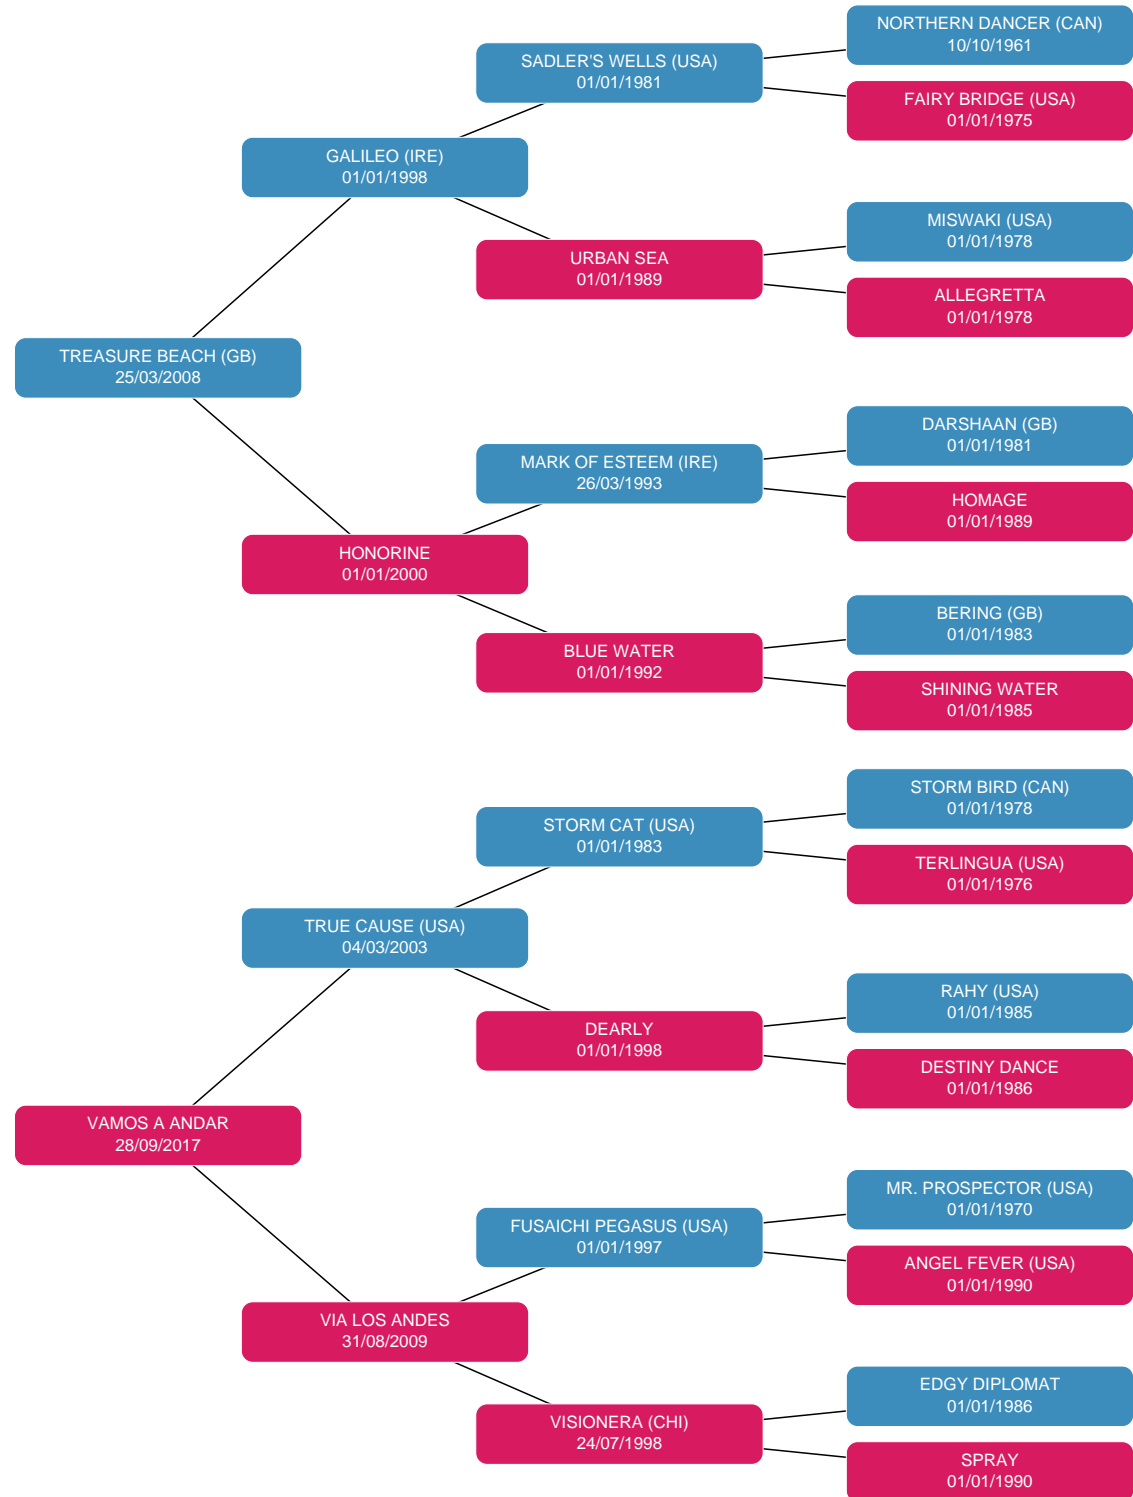 NORTHERN DANCER (CAN)
10/10/1961
SADLER'S WELLS (USA)
01/01/1981
FAIRY BRIDGE (USA)
01/01/1975
GALILEO (IRE)
01/01/1998
MISWAKI (USA)
01/01/1978
URBAN SEA
01/01/1989
ALLEGRETTA
01/01/1978
TREASURE BEACH (GB)
25/03/2008
DARSHAAN (GB)
01/01/1981
MARK OF ESTEEM (IRE)
26/03/1993
HOMAGE
01/01/1989
HONORINE
01/01/2000
BERING (GB)
01/01/1983
BLUE WATER
01/01/1992
SHINING WATER
01/01/1985
STORM BIRD (CAN)
01/01/1978
STORM CAT (USA)
01/01/1983
TERLINGUA (USA)
01/01/1976
TRUE CAUSE (USA)
04/03/2003
RAHY (USA)
01/01/1985
DEARLY
01/01/1998
DESTINY DANCE
01/01/1986
VAMOS A ANDAR
28/09/2017
MR. PROSPECTOR (USA)
01/01/1970
FUSAICHI PEGASUS (USA)
01/01/1997
ANGEL FEVER (USA)
01/01/1990
VIA LOS ANDES
31/08/2009
EDGY DIPLOMAT
01/01/1986
VISIONERA (CHI)
24/07/1998
SPRAY
01/01/1990